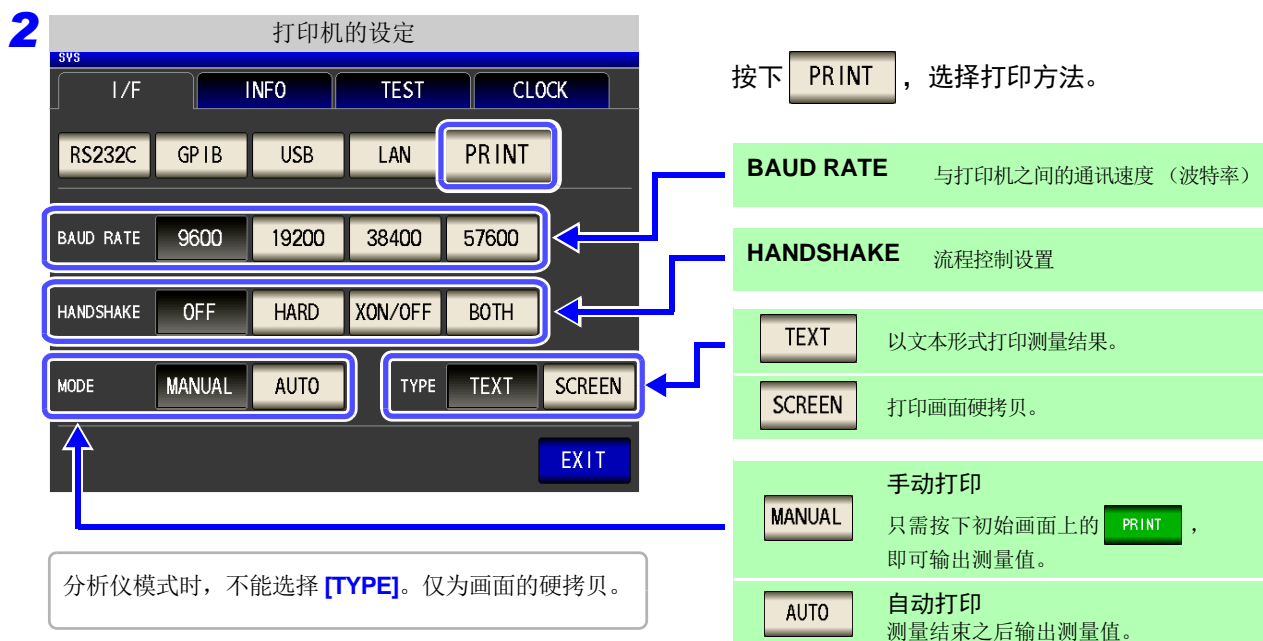 2
打印机的设定
SYS
I/F INFO TEST CLOCK
RS232C GPIB USB LAN PRINT
BAUD RATE 9600 19200 38400 57600
HANDSHAKE OFF HARD XON/OFF BOTH
MODE MANUAL AUTO TYPE TEXT SCREEN
EXIT
分析仪模式时，不能选择 [TYPE]。仅为画面的硬拷贝。
按下 PRINT ，选择打印方法。
BAUD RATE 与打印机之间的通讯速度 （波特率）
HANDSHAKE 流程控制设置
TEXT 以文本形式打印测量结果。
SCREEN 打印画面硬拷贝。
MANUAL 手动打印
只需按下初始画面上的 PRINT ，
即可输出测量值。
AUTO 自动打印
测量结束之后输出测量值。